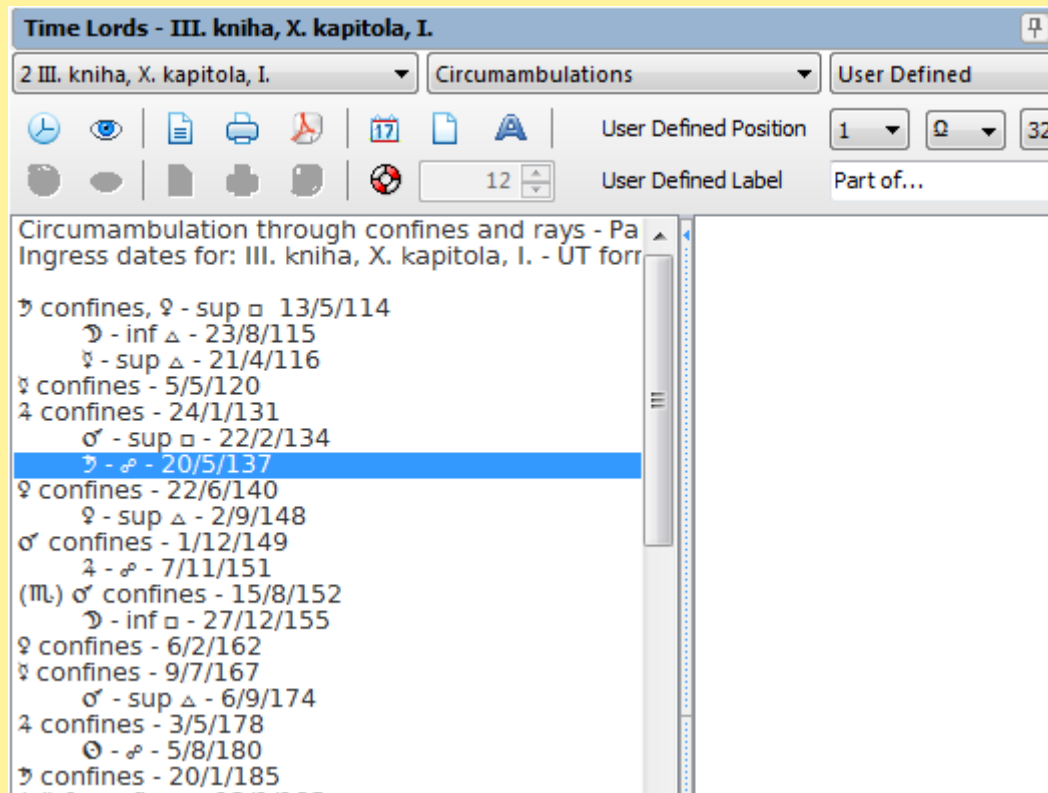 Time Lords - III. kniha, X. kapitola, I.
2 III. kniha, X. kapitola, I. Circumambulations User Defined
17 User Defined Position 1 ♎ 32
12 User Defined Label Part of...
Circumambulation through confines and rays - Pa
Ingress dates for: III. kniha, X. kapitola, I. - UT forr
♄ confines, ♀ - sup □ 13/5/114
☽ - inf △ - 23/8/115
☿ - sup △ - 21/4/116
☿ confines - 5/5/120
♃ confines - 24/1/131
♂ - sup □ - 22/2/134
♄ - ☍ - 20/5/137
♀ confines - 22/6/140
♀ - sup △ - 2/9/148
♂ confines - 1/12/149
♃ - ☍ - 7/11/151
(♏) ♂ confines - 15/8/152
☽ - inf □ - 27/12/155
♀ confines - 6/2/162
☿ confines - 9/7/167
♂ - sup △ - 6/9/174
♃ confines - 3/5/178
☉ - ☍ - 5/8/180
♄ confines - 20/1/185